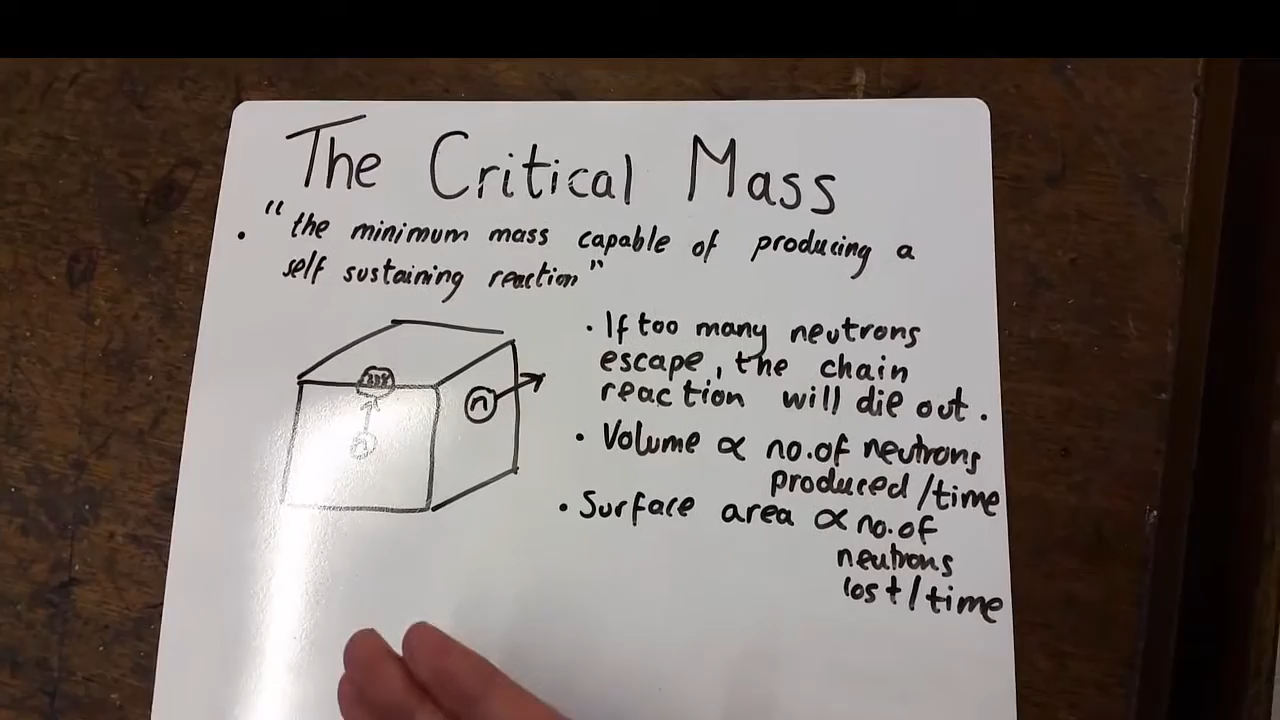 The Critical Mass
• "the minimum mass capable of producing a
self sustaining reaction"
• If too many neutrons
escape, the chain
reaction will die out.
• Volume ∝ no.of neutrons
produced/time
• Surface area ∝ no.of
neutrons
lost/time
n
n